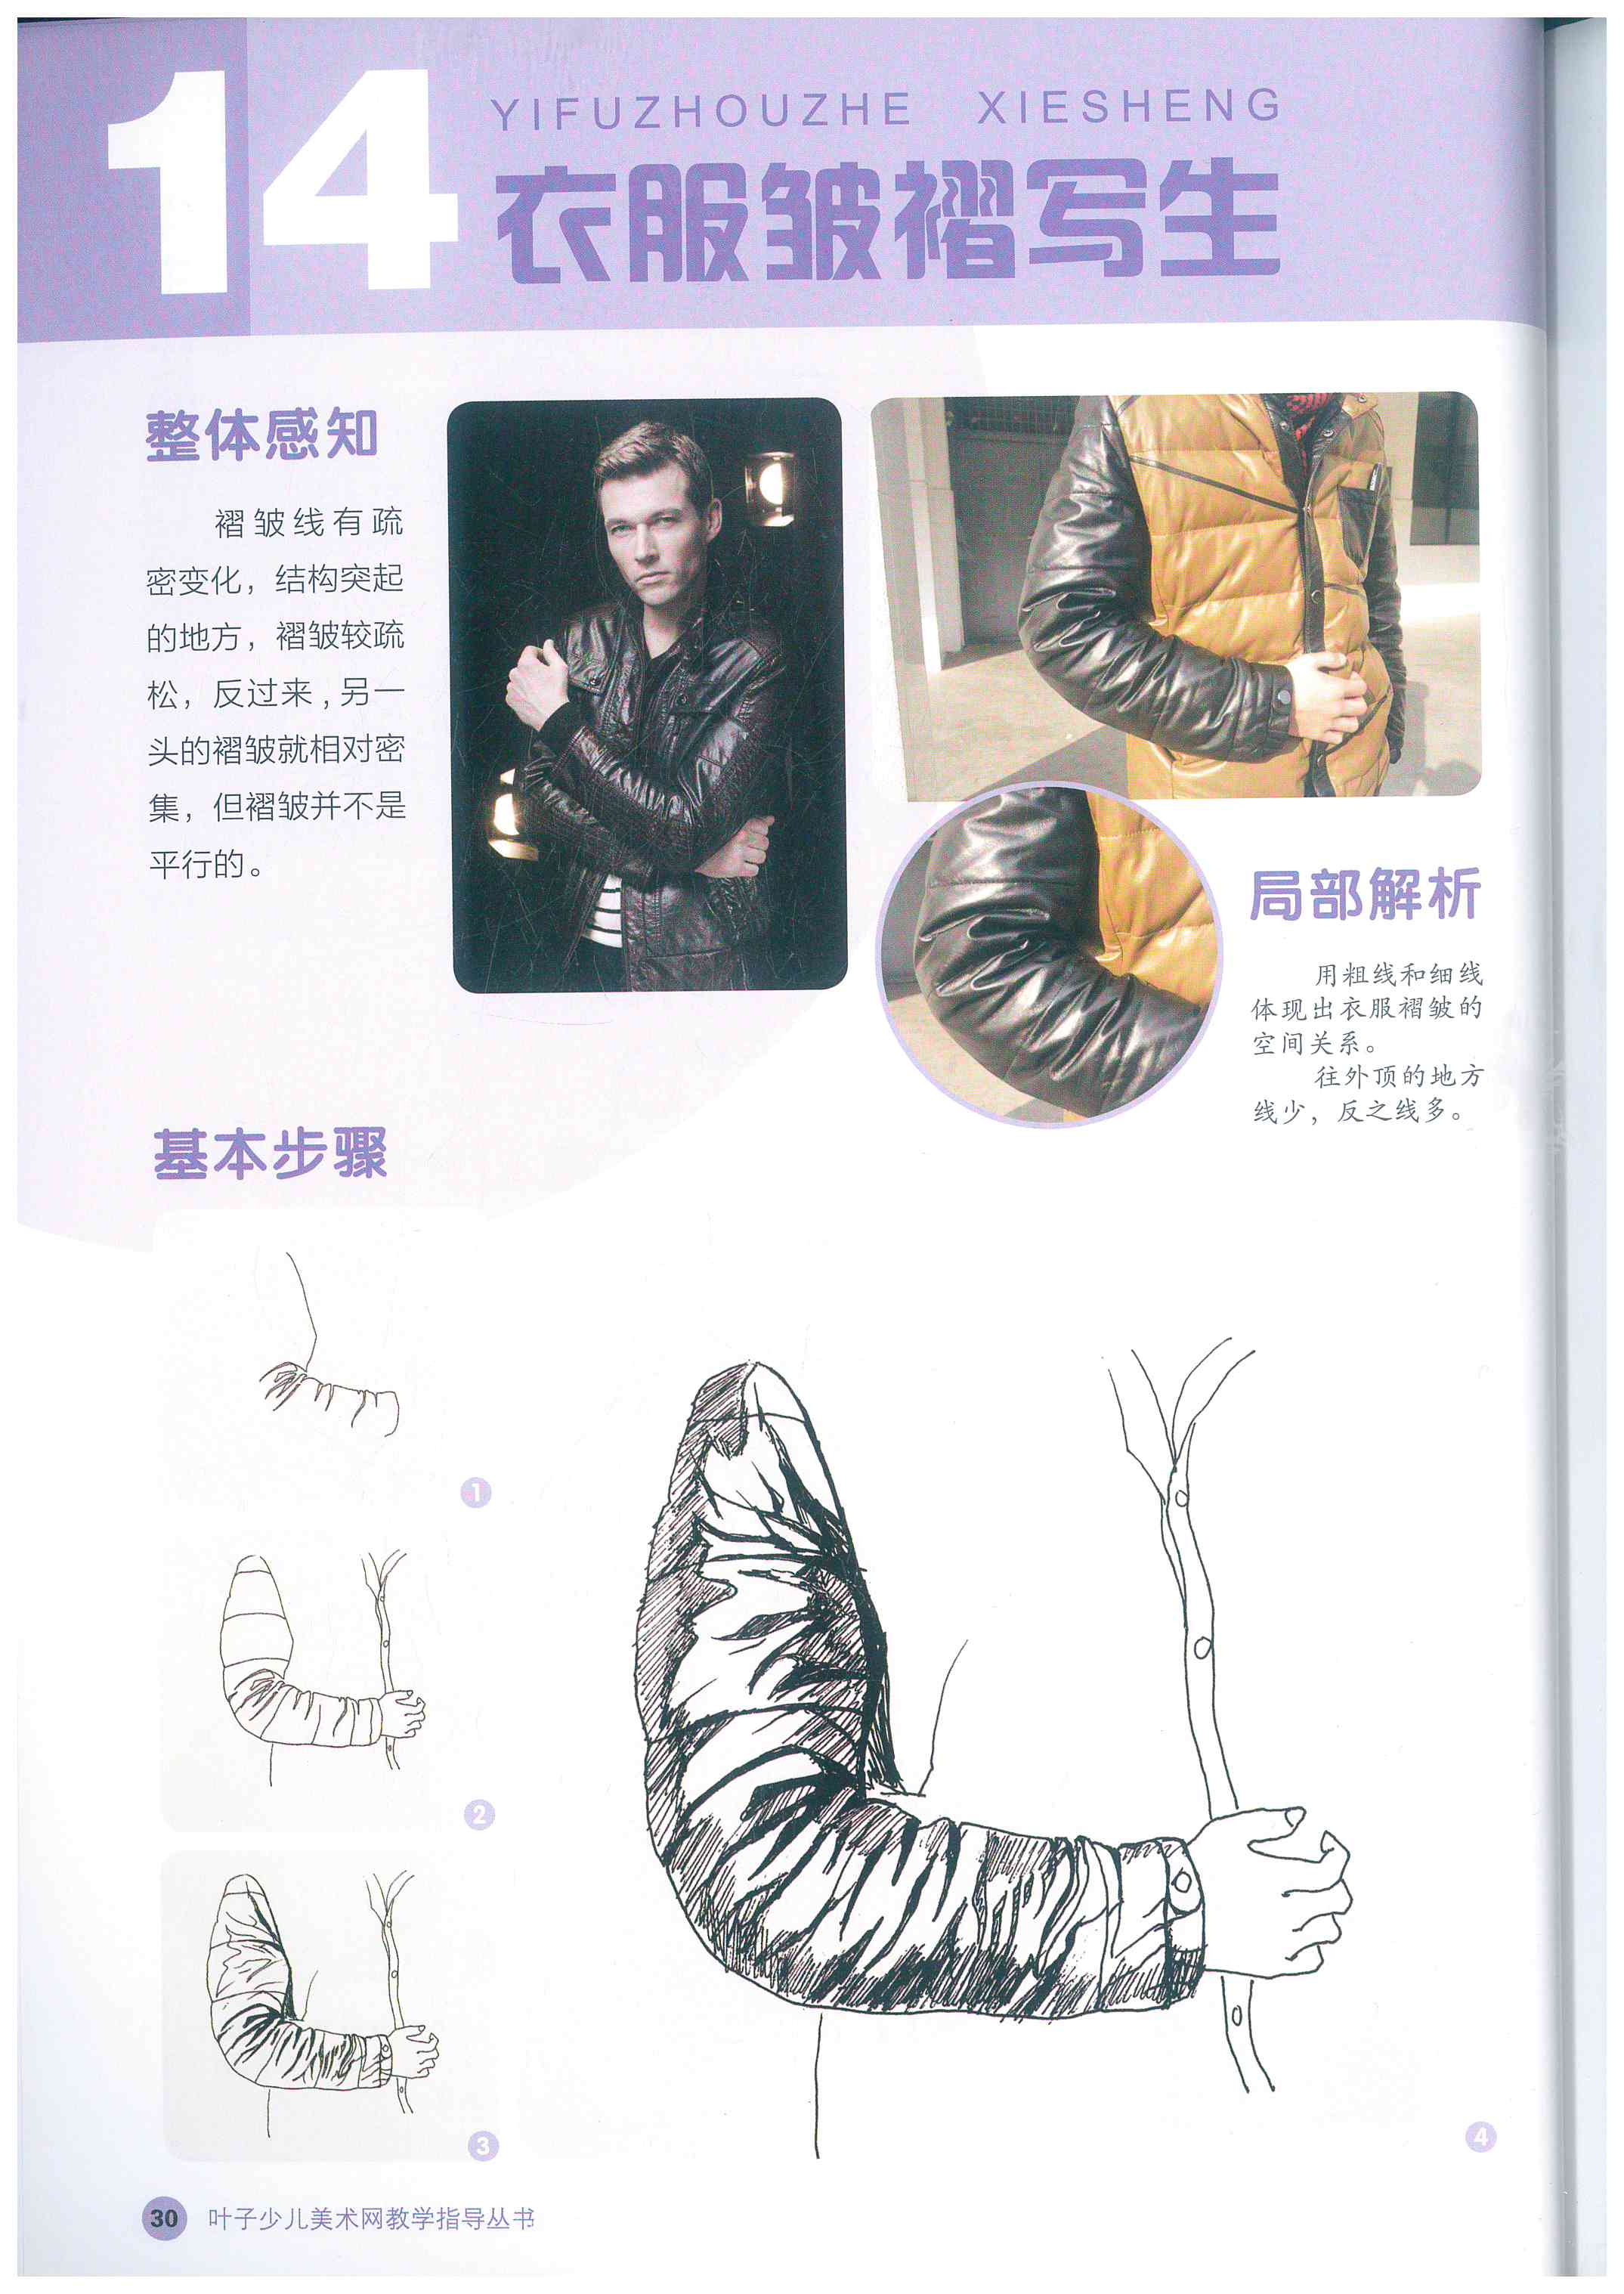 14
YIFUZHOUZHE XIESHENG
衣服皱褶写生
整体感知
褶皱线有疏
密变化，结构突起
的地方，褶皱较疏
松，反过来，另一
头的褶皱就相对密
集，但褶皱并不是
平行的。
局部解析
用粗线和细线
体现出衣服褶皱的
空间关系。
往外顶的地方
线少，反之线多。
基本步骤
1
2
3
4
30 叶子少儿美术网教学指导丛书